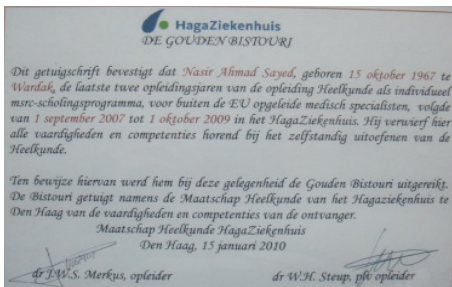 HagaZiekenhuis
DE GOUDEN BISTOURI
Dit getuigschrift bevestigt dat Nasir Ahmad Sayed, geboren 15 oktober 1967 te
Wardak, de laatste twee opleidingsjaren van de opleiding Heelkunde als individueel
msrc-scholingsprogramma, voor buiten de EU opgeleide medisch specialisten, volgde
van 1 september 2007 tot 1 oktober 2009 in het HagaZiekenhuis. Hij verwierf hier
alle vaardigheden en competenties horend bij het zelfstandig uitoefenen van de
Heelkunde.
Ten bewijze hiervan werd hem bij deze gelegenheid de Gouden Bistouri uitgereikt.
De Bistouri getuigt namens de Maatschap Heelkunde van het Hagaziekenhuis te
Den Haag van de vaardigheden en competenties van de ontvanger.
Maatschap Heelkunde HagaZiekenhuis
Den Haag, 15 januari 2010
dr J.W.S. Merkus, opleider dr W.H. Steup, plv opleider